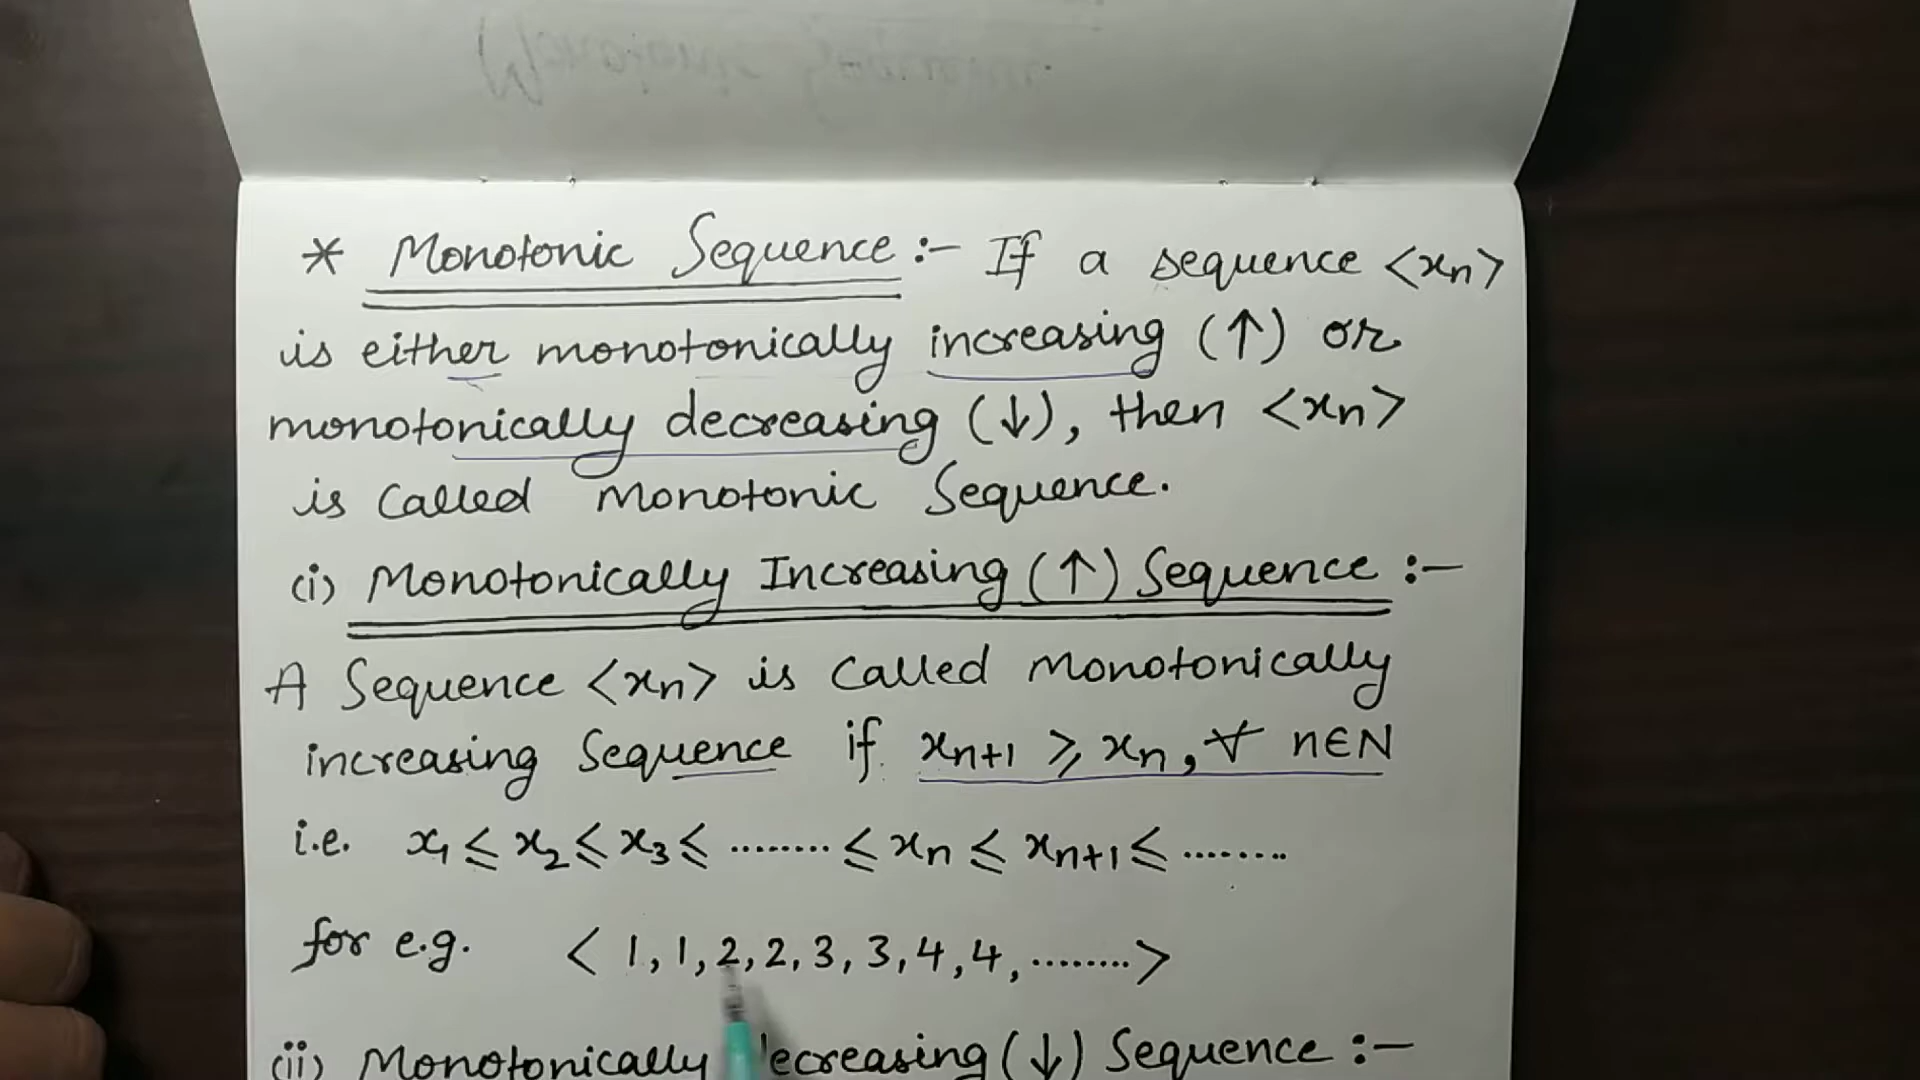 * Monotonic Sequence :- If a sequence <xₙ>
is either monotonically increasing (↑) or
monotonically decreasing (↓), then <xₙ>
is called monotonic Sequence.
(i) Monotonically Increasing (↑) Sequence :-
A Sequence <xₙ> is called monotonically
increasing Sequence if xₙ₊₁ ⩾ xₙ, ∀ n∈N
i.e. x₁ ⩽ x₂ ⩽ x₃ ⩽ ........ ⩽ xₙ ⩽ xₙ₊₁ ⩽ ........
for e.g. < 1, 1, 2, 2, 3, 3, 4, 4, ........>
(ii) Monotonically decreasing (↓) Sequence :-